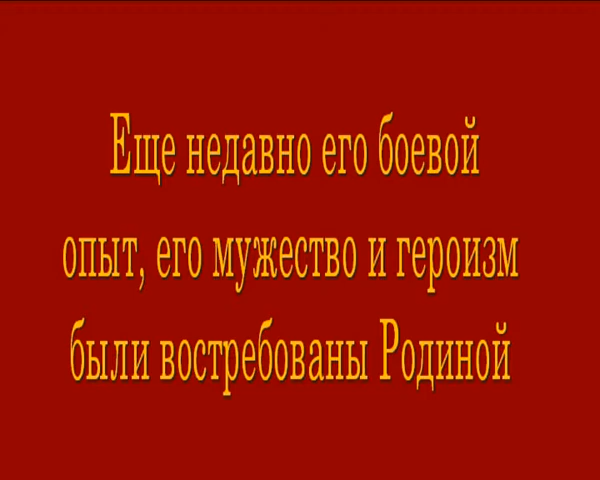 Еще недавно его боевой
опыт, его мужество и героизм
были востребованы Родиной